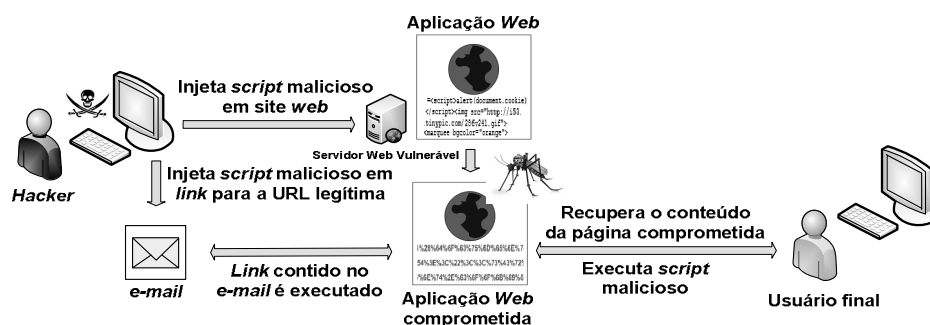 Aplicação Web
Injeta script malicioso
em site web
=<script>alert(document.cookie)
</script><img src="http://i53.
tinypic.com/286v241.gif">
<marquee bgcolor="orange">
Servidor Web Vulnerável
Hacker
Injeta script malicioso em
link para a URL legítima
Recupera o conteúdo
da página comprometida
Executa script
malicioso
Link contido no
e-mail é executado
e-mail
Aplicação Web
comprometida
Usuário final